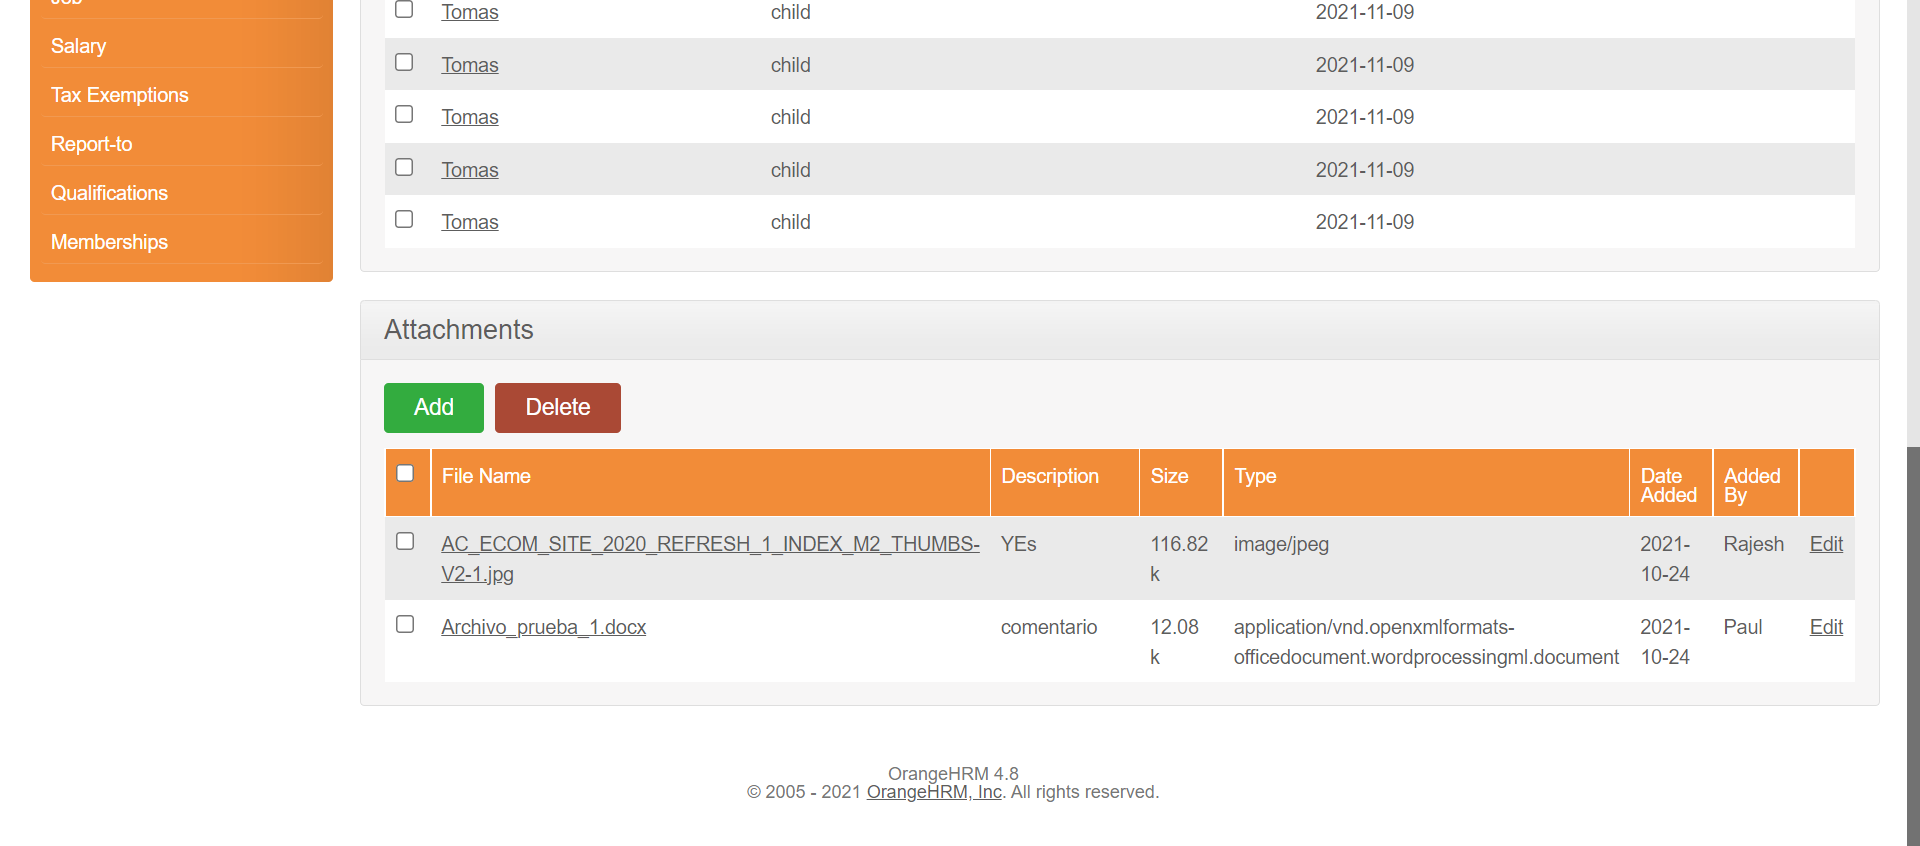 Job
Tomas child 2021-11-09
Salary
Tomas child 2021-11-09
Tax Exemptions
Tomas child 2021-11-09
Report-to
Tomas child 2021-11-09
Qualifications
Tomas child 2021-11-09
Memberships
Attachments
Add Delete
File Name Description Size Type Date Added Added By
AC_ECOM_SITE_2020_REFRESH_1_INDEX_M2_THUMBS- YEs 116.82 image/jpeg 2021- Rajesh Edit
V2-1.jpg k 10-24
Archivo_prueba_1.docx comentario 12.08 application/vnd.openxmlformats- 2021- Paul Edit
k officedocument.wordprocessingml.document 10-24
OrangeHRM 4.8
© 2005 - 2021 OrangeHRM, Inc. All rights reserved.